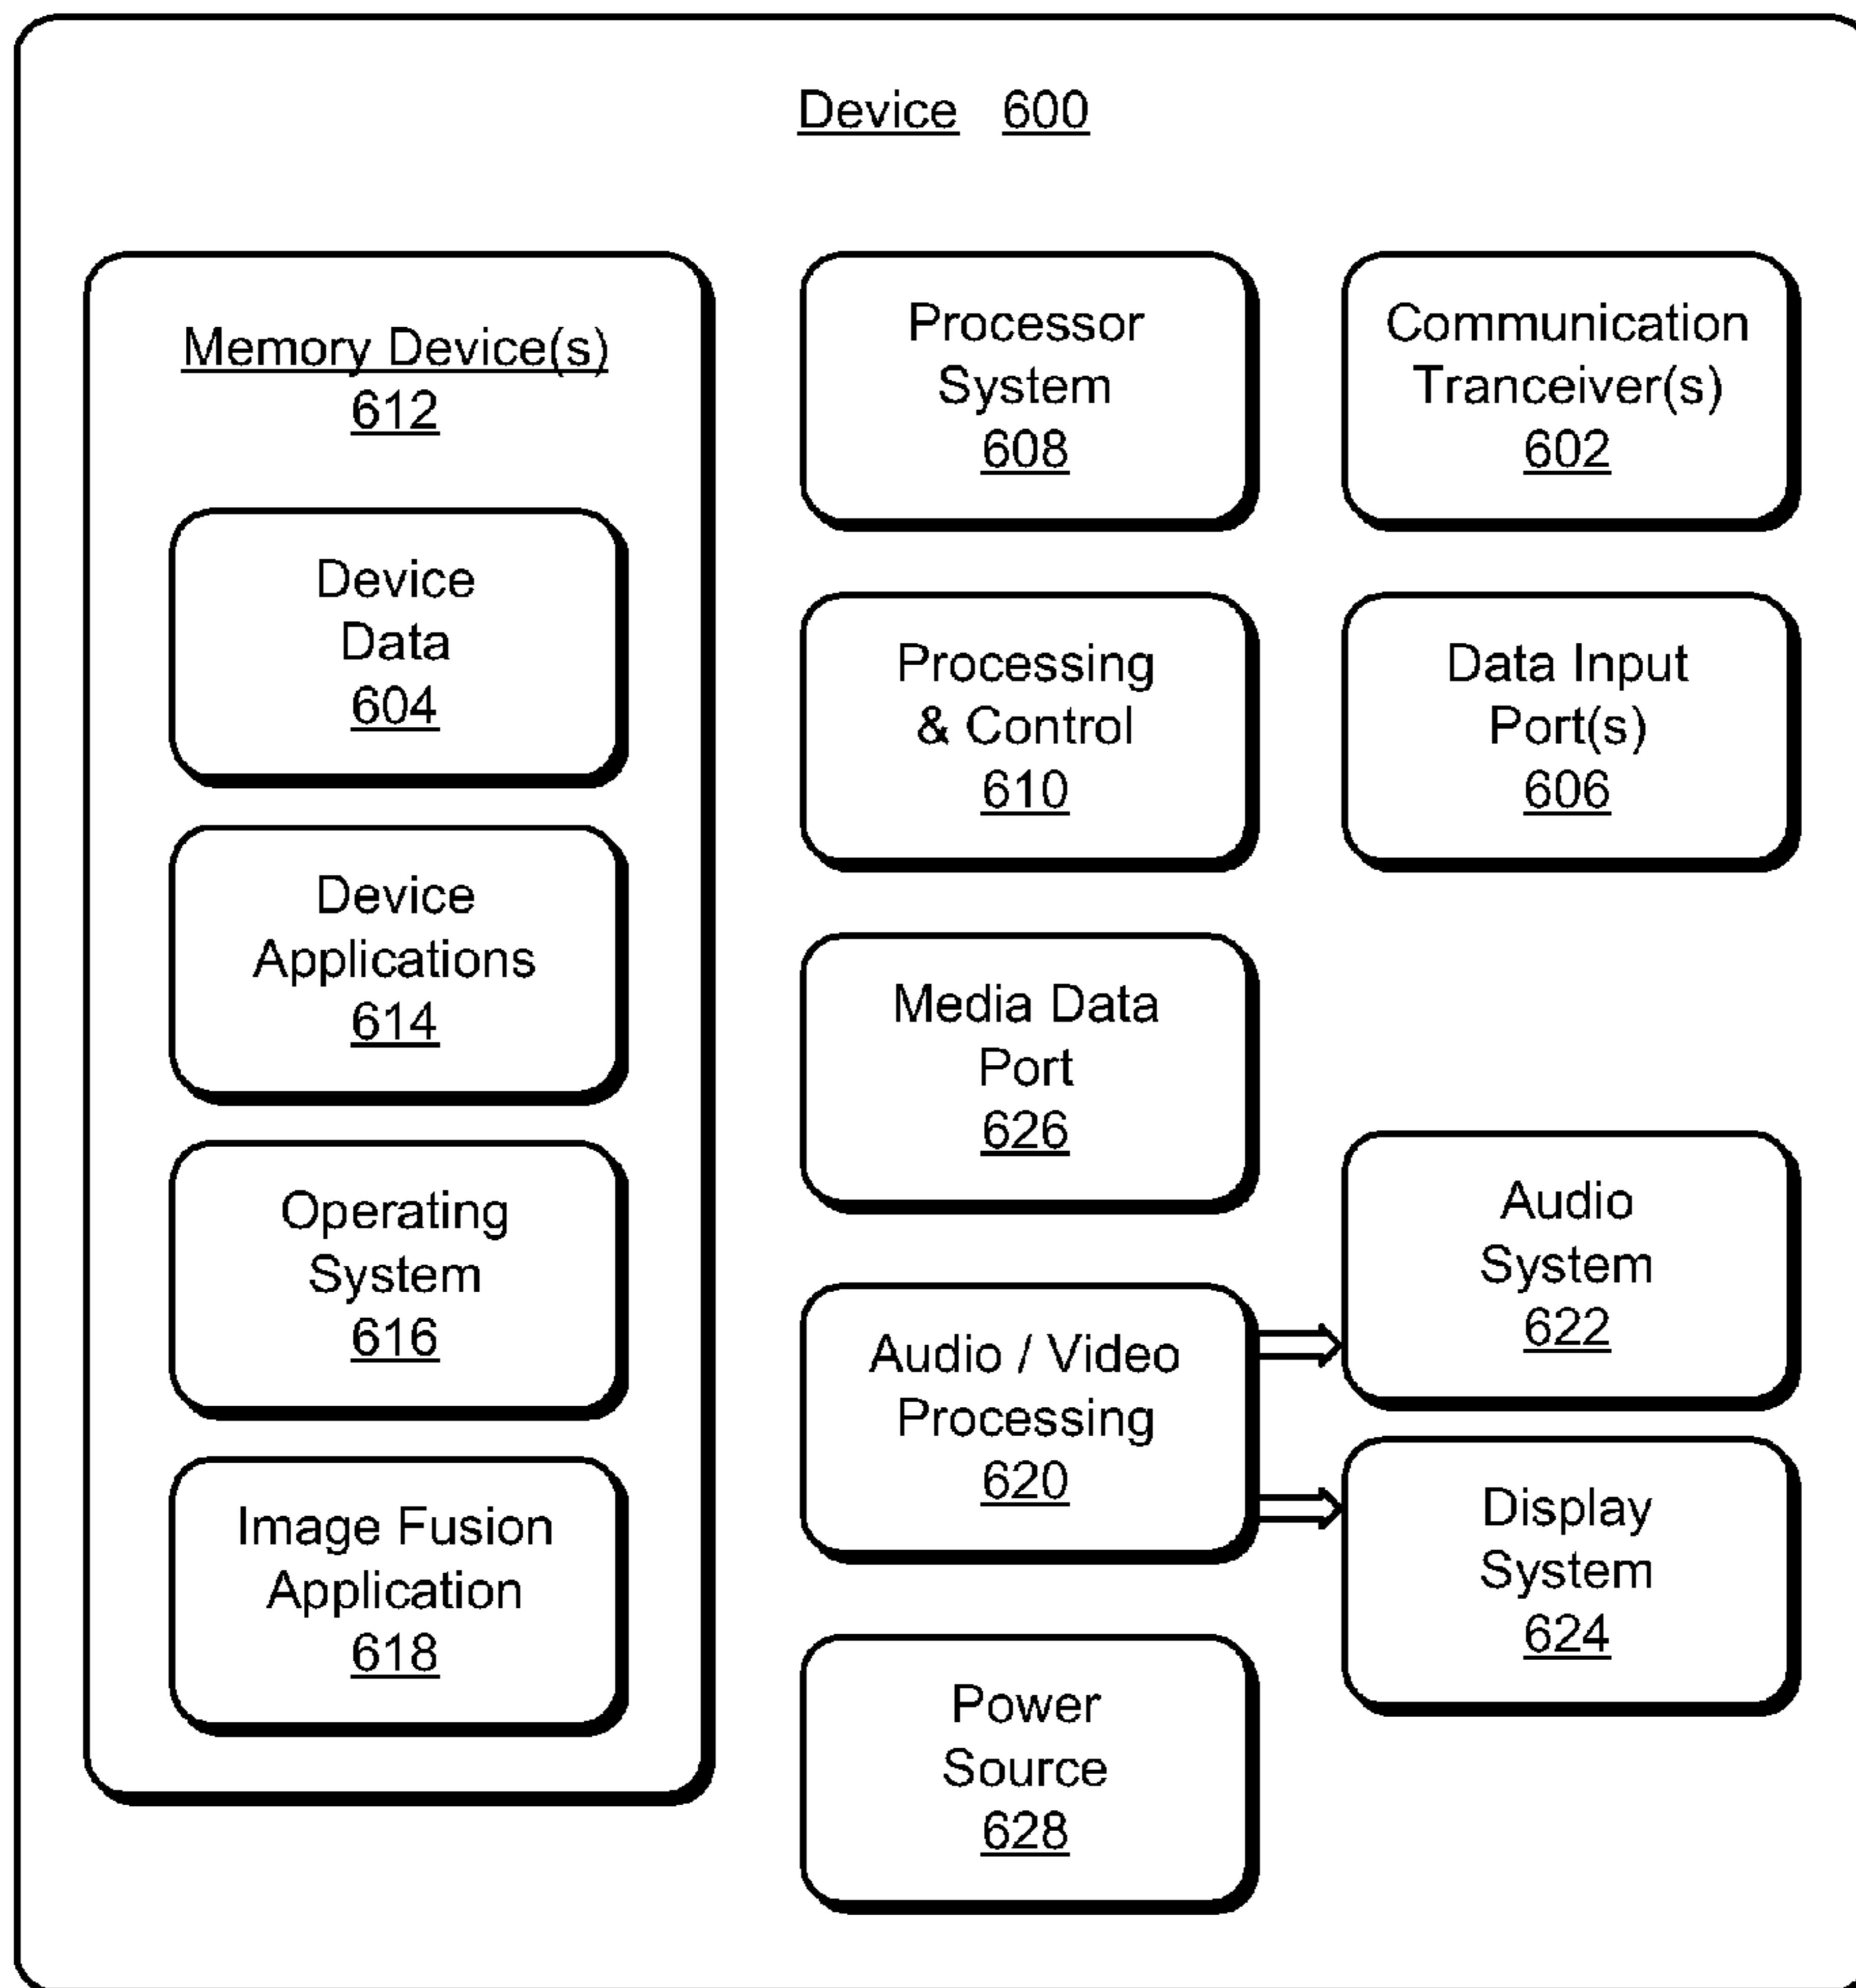 Device 600
Memory Device(s)
612
Device
Data
604
Device
Applications
614
Operating
System
616
Image Fusion
Application
618
Processor
System
608
Processing
& Control
610
Media Data
Port
626
Audio / Video
Processing
620
Power
Source
628
Communication
Tranceiver(s)
602
Data Input
Port(s)
606
Audio
System
622
Display
System
624